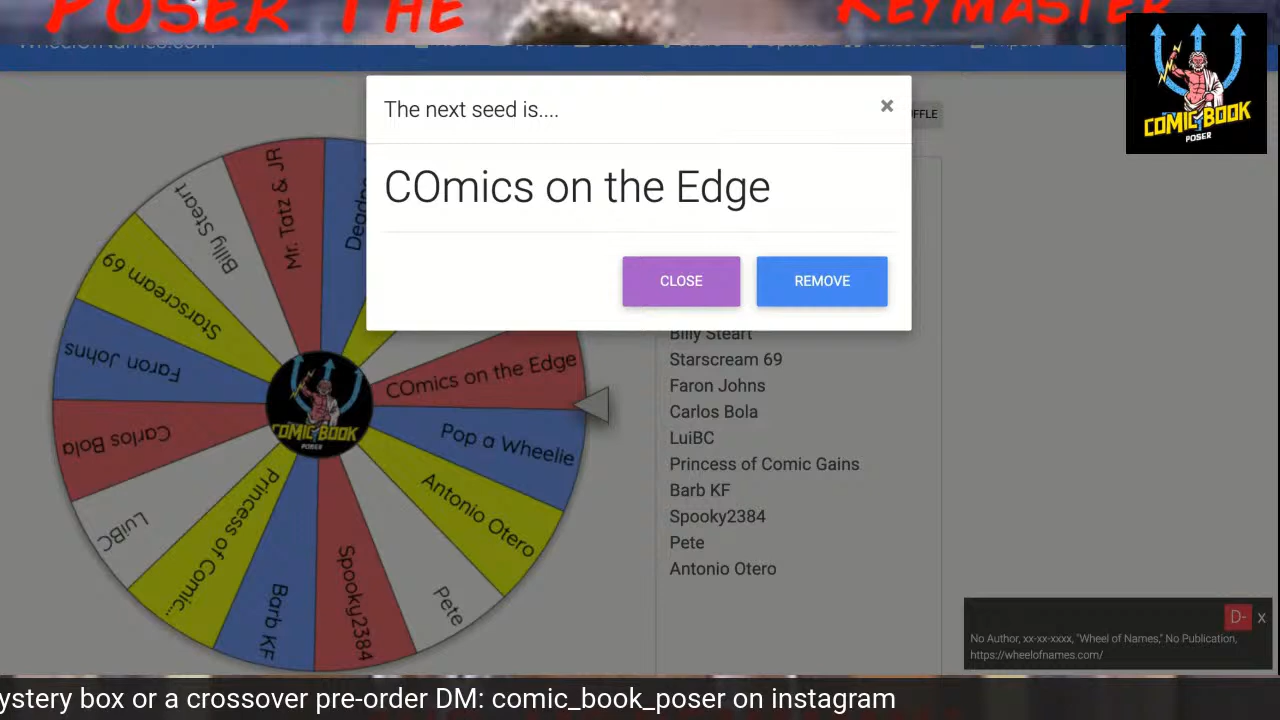 POSER THE KEYMASTER
WheelOfNames.com
The next seed is....
×
COmics on the Edge
CLOSE
REMOVE
COMIC BOOK
POSER
Billy Steart
Mr. Tatz & JR
Starscream 69
Faron Johns
Carlos Bola
LuiBC
Princess of Comic...
Barb KF
Spooky2384
Pete
Antonio Otero
Pop a Wheelie
COmics on the Edge
COMIC BOOK
POSER
Billy Steart
Starscream 69
Faron Johns
Carlos Bola
LuiBC
Princess of Comic Gains
Barb KF
Spooky2384
Pete
Antonio Otero
D- x
No Author, xx-xx-xxxx, "Wheel of Names," No Publication,
https://wheelofnames.com/
ystery box or a crossover pre-order DM: comic_book_poser on instagram